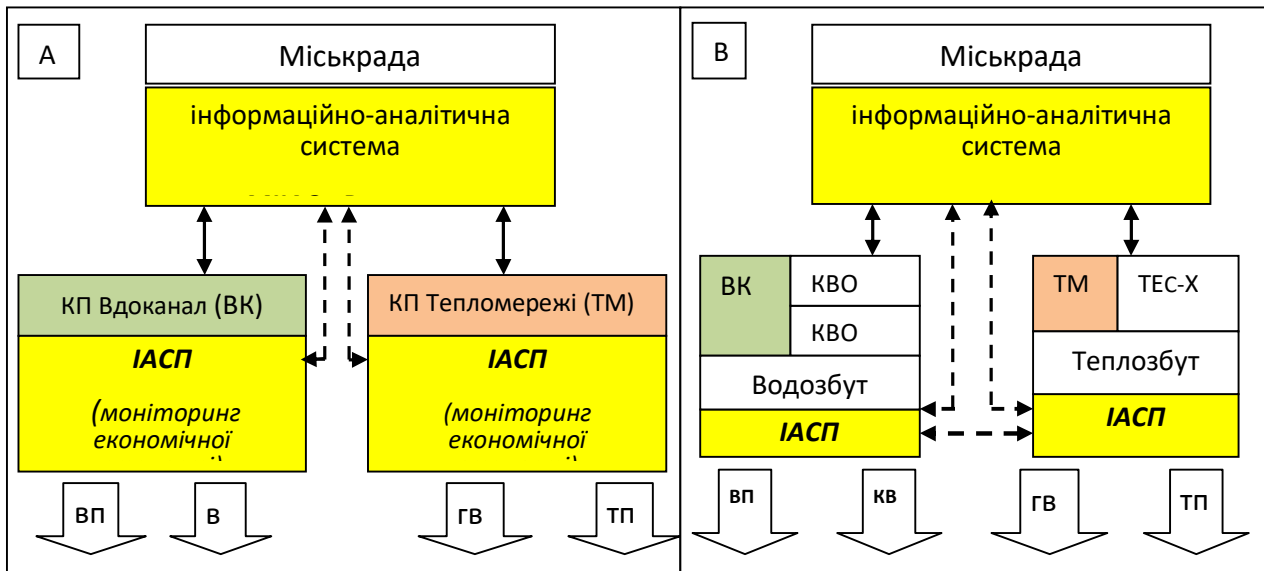 А
Міськрада
інформаційно-аналітична
система
КП Вдоканал (ВК)
КП Тепломережі (ТМ)
ІАСП
(моніторинг
економічної
ІАСП
(моніторинг
економічної
вп
в
гв
тп
В
Міськрада
інформаційно-аналітична
система
ВК
КВО
КВО
Водозбут
ІАСП
ТМ
ТЕС-Х
Теплозбут
ІАСП
вп
кв
гв
тп